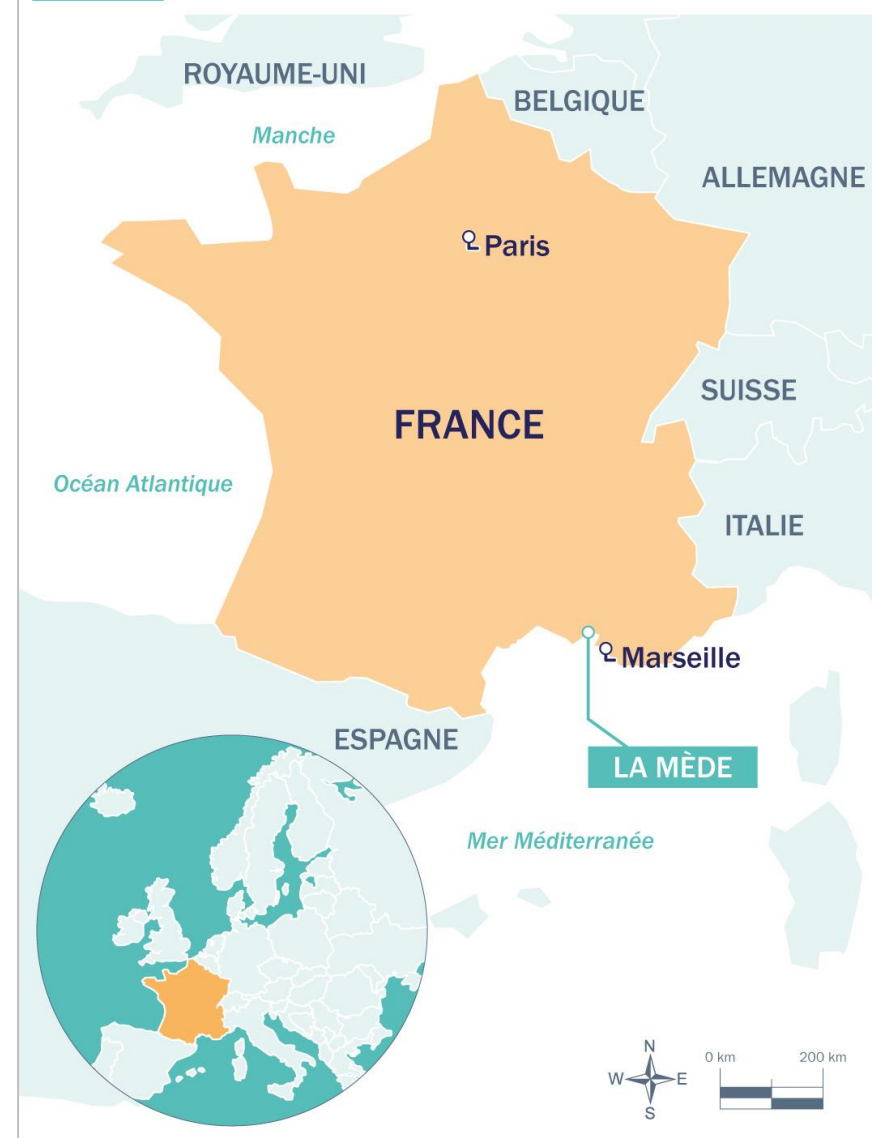 ROYAUME-UNI
BELGIQUE
Manche
ALLEMAGNE
Paris
SUISSE
FRANCE
Océan Atlantique
ITALIE
Marseille
ESPAGNE
LA MÈDE
Mer Méditerranée
N
W E
S
0 km 200 km